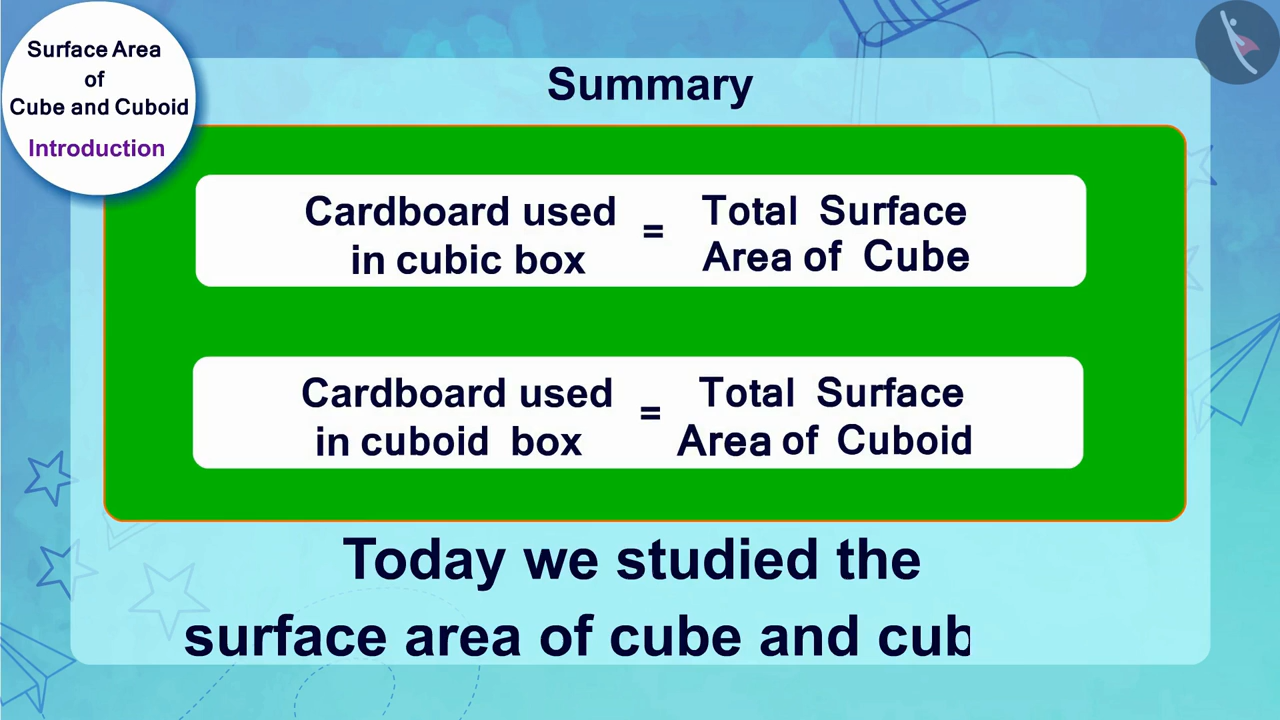 Surface Area
of
Cube and Cuboid
Introduction
Summary
Cardboard used
in cubic box
=
Total Surface
Area of Cube
Cardboard used
in cuboid box
=
Total Surface
Area of Cuboid
Today we studied the
surface area of cube and cub